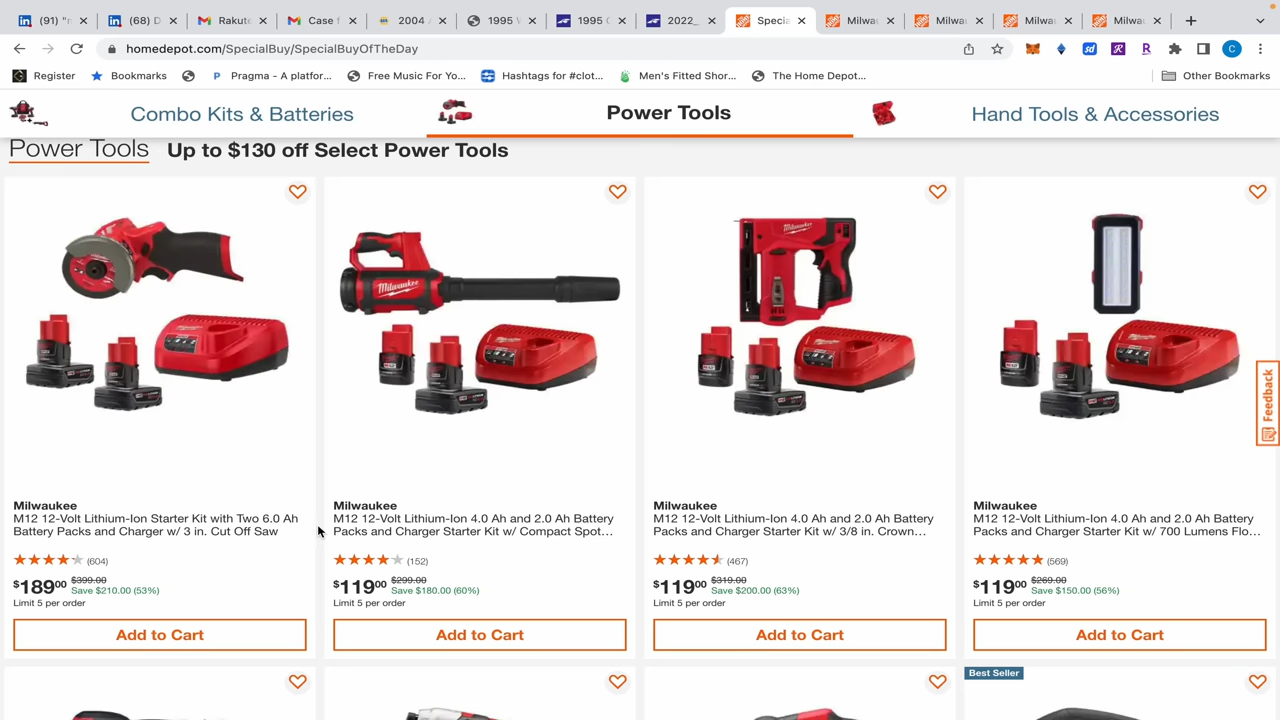 (91) "n
(68) D
Rakut
Case f
2004
1995 W
1995 C
2022_
Specia
Milwau
Milwau
Milwau
Milwau
homedepot.com/SpecialBuy/SpecialBuyOfTheDay
C
Register
Bookmarks
Pragma - A platfor...
Free Music For Yo...
Hashtags for #clot...
Men's Fitted Shor...
The Home Depot...
Other Bookmarks
Combo Kits & Batteries
Power Tools
Hand Tools & Accessories
Power Tools Up to $130 off Select Power Tools
Feedback
Milwaukee
M12 12-Volt Lithium-Ion Starter Kit with Two 6.0 Ah
Battery Packs and Charger w/ 3 in. Cut Off Saw
(604)
$189.00 $399.00
Save $210.00 (53%)
Limit 5 per order
Add to Cart
Milwaukee
M12 12-Volt Lithium-Ion 4.0 Ah and 2.0 Ah Battery
Packs and Charger Starter Kit w/ Compact Spot...
(152)
$119.00 $299.00
Save $180.00 (60%)
Limit 5 per order
Add to Cart
Milwaukee
M12 12-Volt Lithium-Ion 4.0 Ah and 2.0 Ah Battery
Packs and Charger Starter Kit w/ 3/8 in. Crown...
(467)
$119.00 $319.00
Save $200.00 (63%)
Limit 5 per order
Add to Cart
Milwaukee
M12 12-Volt Lithium-Ion 4.0 Ah and 2.0 Ah Battery
Packs and Charger Starter Kit w/ 700 Lumens Flo...
(569)
$119.00 $269.00
Save $150.00 (56%)
Limit 5 per order
Add to Cart
Best Seller